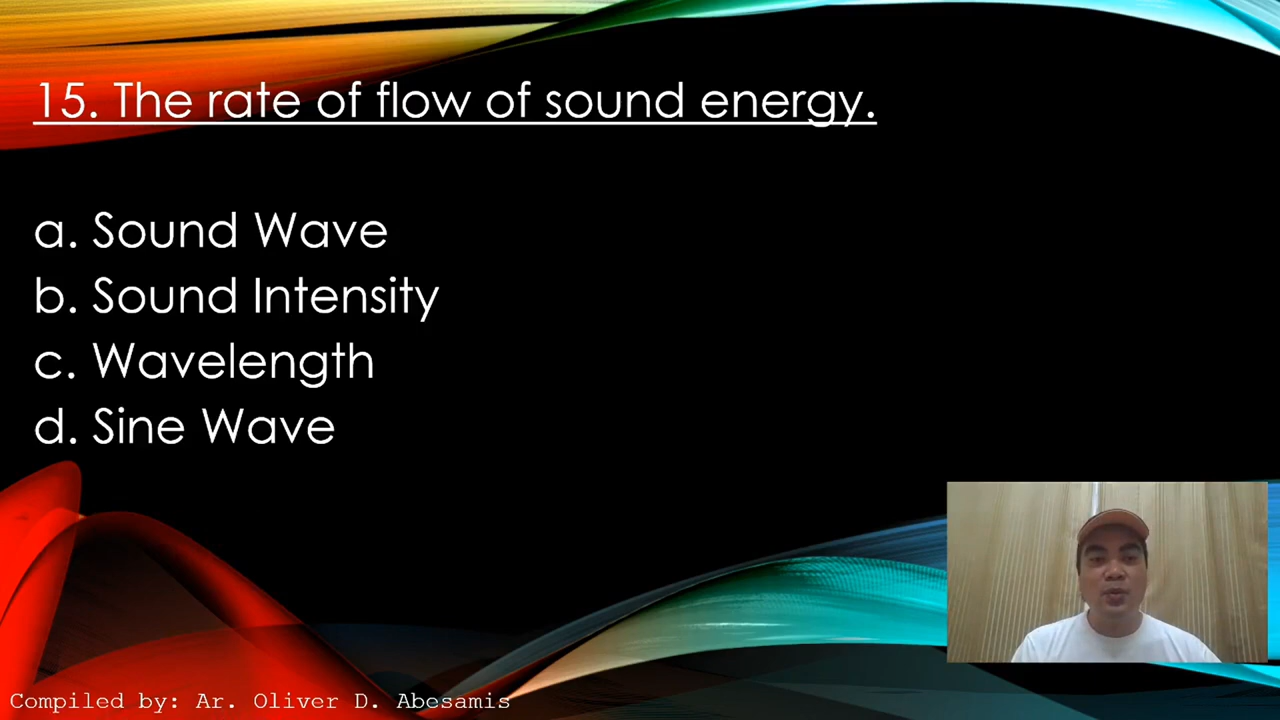 15. The rate of flow of sound energy.
a. Sound Wave
b. Sound Intensity
c. Wavelength
d. Sine Wave
Compiled by: Ar. Oliver D. Abesamis